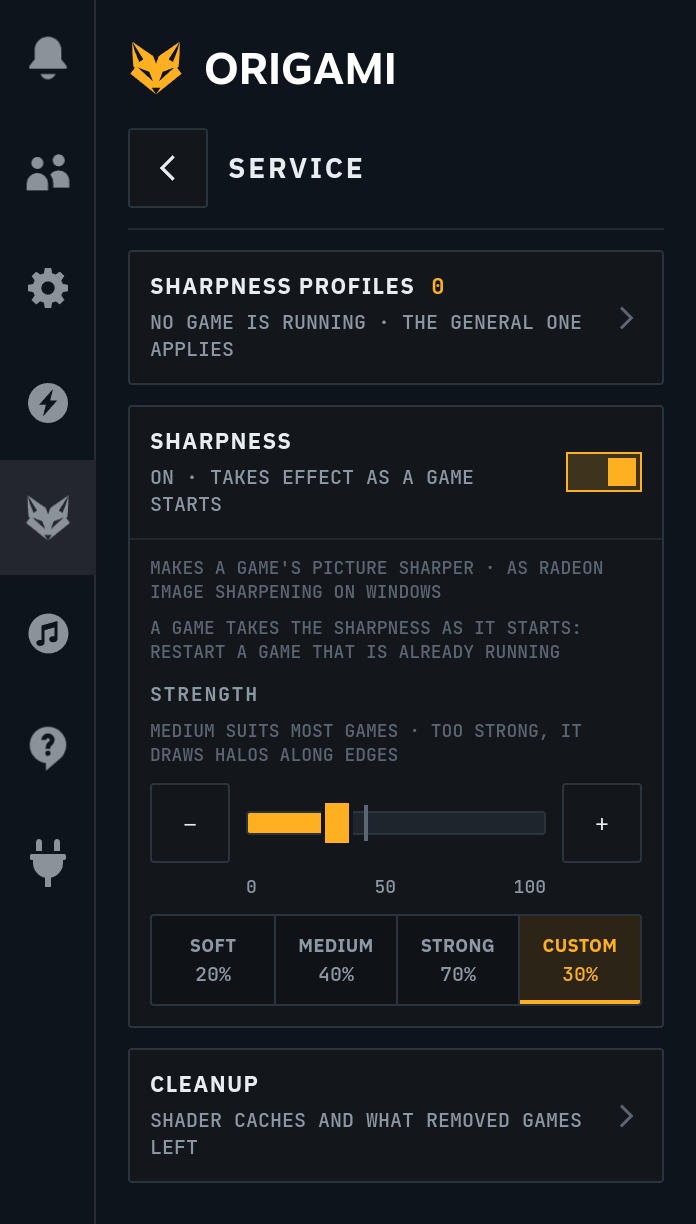 ORIGAMI
SERVICE
SHARPNESS PROFILES 0
NO GAME IS RUNNING · THE GENERAL ONE
APPLIES
SHARPNESS
ON · TAKES EFFECT AS A GAME
STARTS
MAKES A GAME'S PICTURE SHARPER · AS RADEON
IMAGE SHARPENING ON WINDOWS
A GAME TAKES THE SHARPNESS AS IT STARTS:
RESTART A GAME THAT IS ALREADY RUNNING
STRENGTH
MEDIUM SUITS MOST GAMES · TOO STRONG, IT
DRAWS HALOS ALONG EDGES
− +
0 50 100
SOFT MEDIUM STRONG CUSTOM
20% 40% 70% 30%
CLEANUP
SHADER CACHES AND WHAT REMOVED GAMES
LEFT